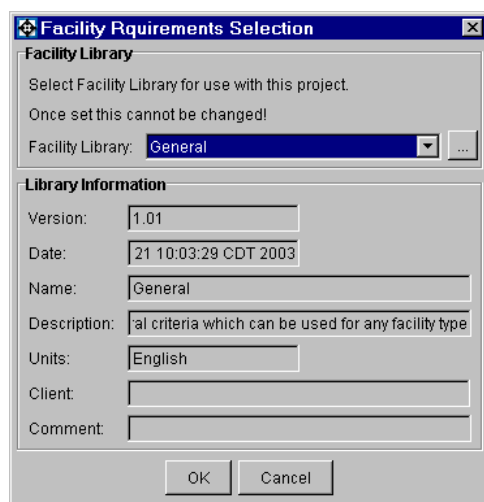 Facility Rquirements Selection
Facility Library
Select Facility Library for use with this project.
Once set this cannot be changed!
Facility Library: General ...
Library Information
Version: 1.01
Date: 21 10:03:29 CDT 2003
Name: General
Description: al criteria which can be used for any facility type
Units: English
Client:
Comment:
OK Cancel